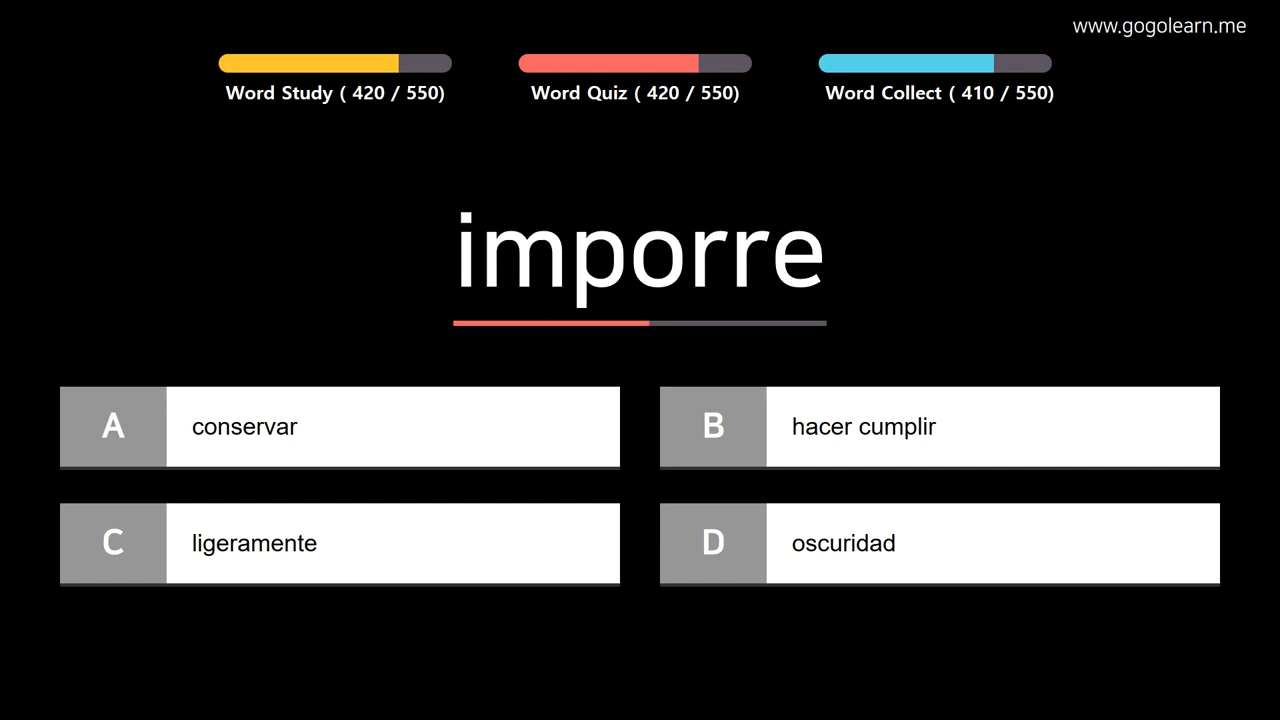 www.gogolearn.me
Word Study ( 420 / 550)
Word Quiz ( 420 / 550)
Word Collect ( 410 / 550)
imporre
A
conservar
B
hacer cumplir
C
ligeramente
D
oscuridad